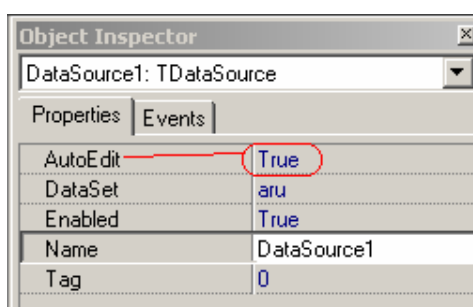 Object Inspector
DataSource1: TDataSource
Properties Events
AutoEdit True
DataSet aru
Enabled True
Name DataSource1
Tag 0